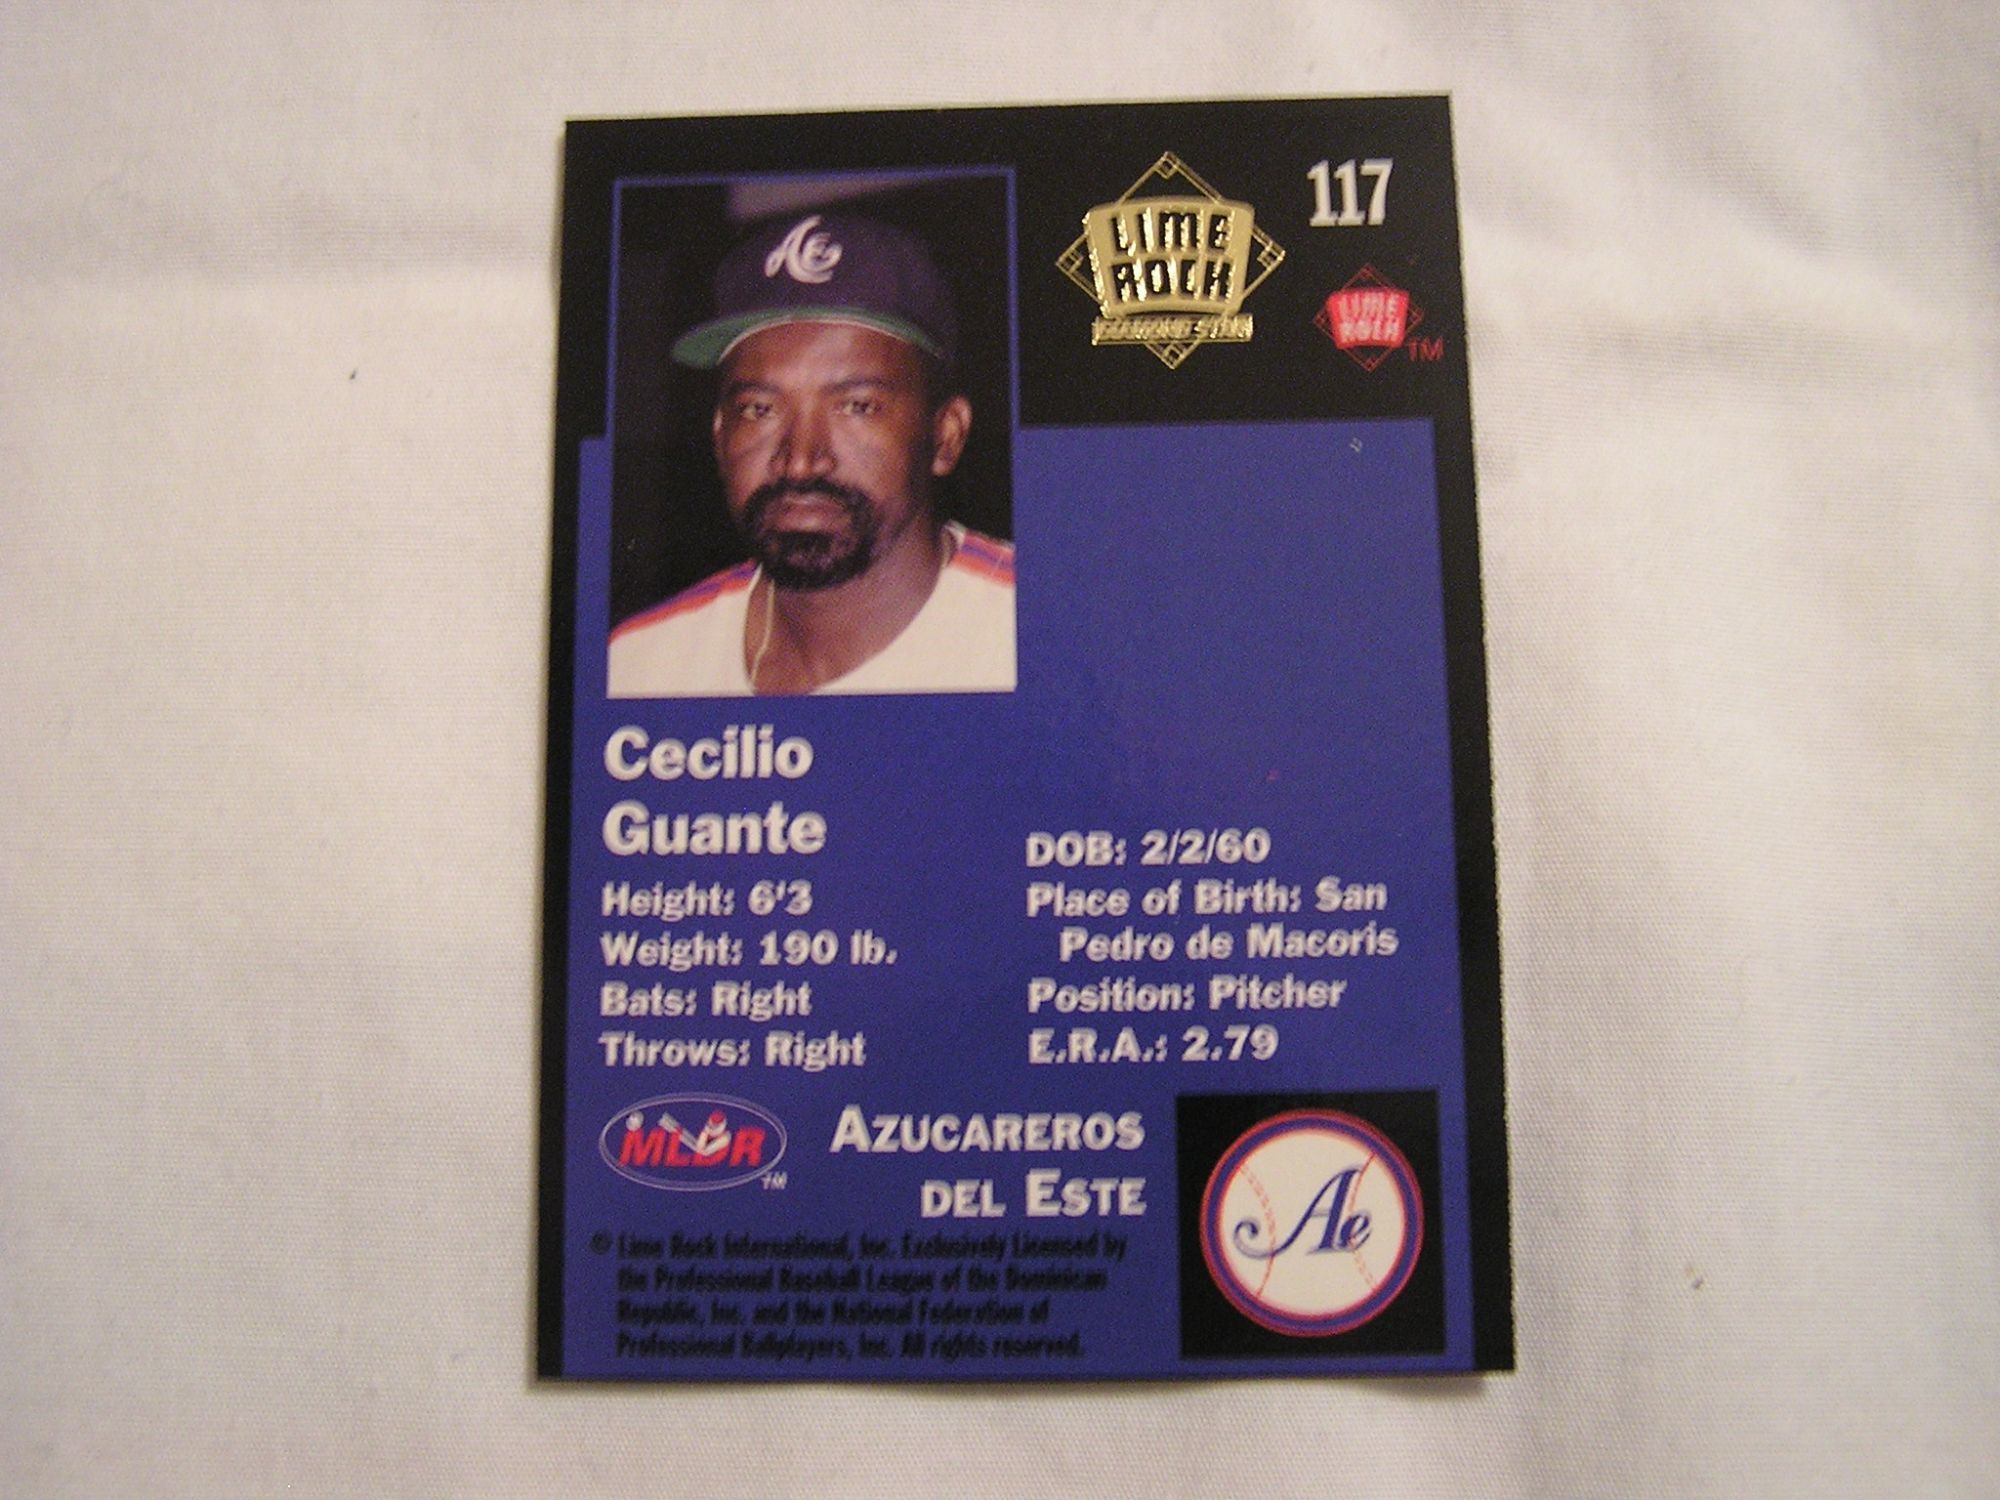 117
LIME
ROCK
DIAMOND STARS
LIME
ROCK
TM
Ae
Cecilio
Guante
Height: 6'3
Weight: 190 lb.
Bats: Right
Throws: Right
DOB: 2/2/60
Place of Birth: San
Pedro de Macoris
Position: Pitcher
E.R.A.: 2.79
MLDR
TM
AZUCAREROS
DEL ESTE
Ae
© Lime Rock International, Inc. Exclusively Licensed by
the Professional Baseball League of the Dominican
Republic, Inc. and the National Federation of
Professional Ballplayers, Inc. All rights reserved.